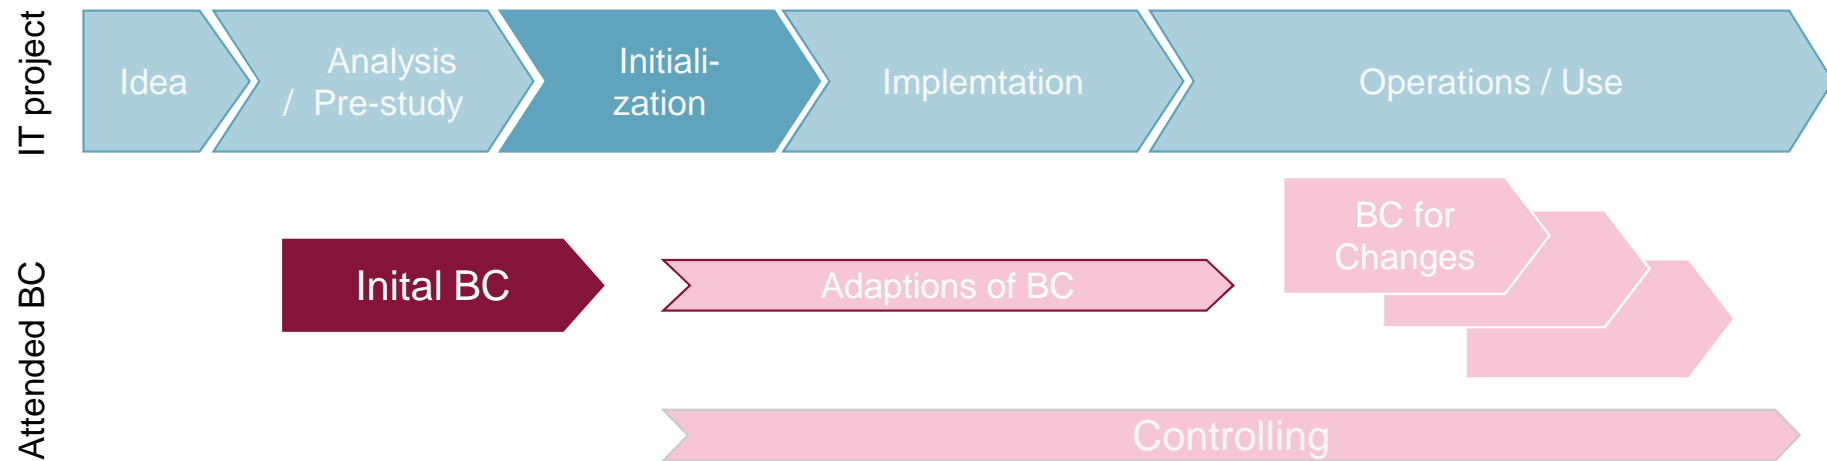 IT project
Idea
Analysis
/ Pre-study
Initiali-
zation
Implemtation
Operations / Use
Attended BC
Inital BC
Adaptions of BC
BC for
Changes
Controlling